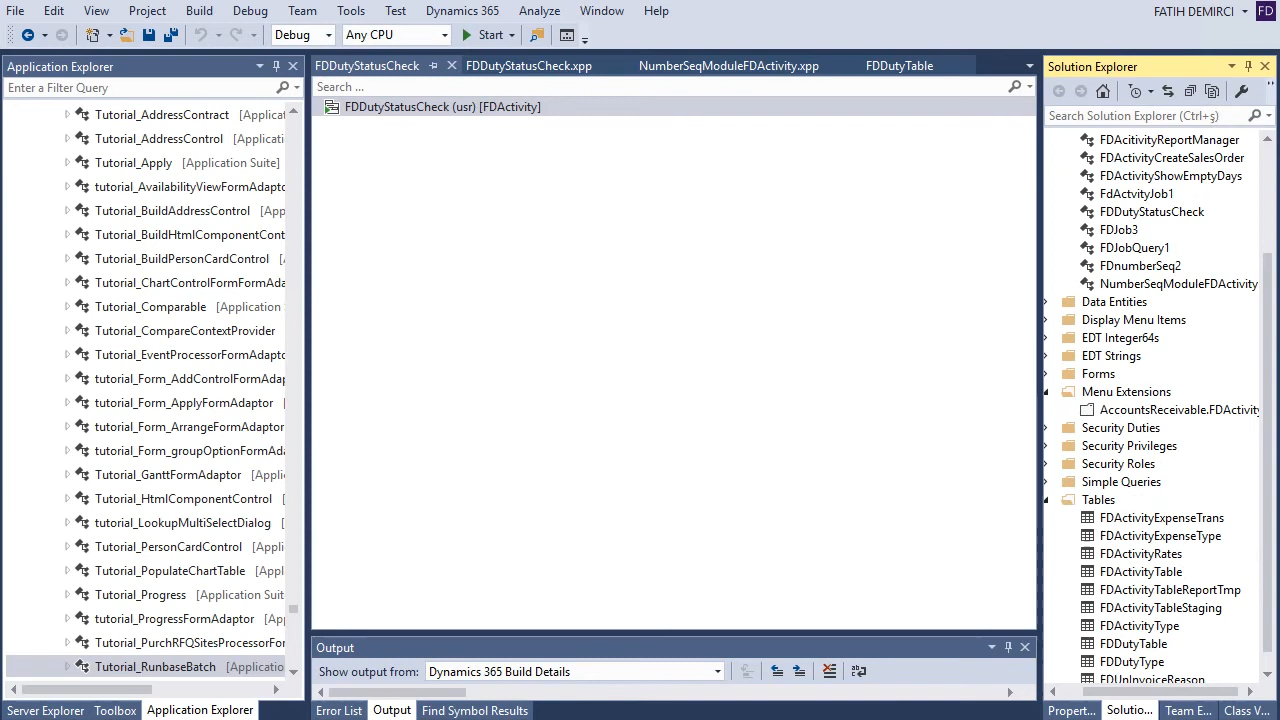 File Edit View Project Build Debug Team Tools Test Dynamics 365 Analyze Window Help FATIH DEMIRCI FD
Debug Any CPU Start
Application Explorer
Enter a Filter Query
Tutorial_AddressContract [Applicat
Tutorial_AddressControl [Applicati
Tutorial_Apply [Application Suite]
tutorial_AvailabilityViewFormAdapto
Tutorial_BuildAddressControl [App
Tutorial_BuildHtmlComponentCont
Tutorial_BuildPersonCardControl [
Tutorial_ChartControlFormFormAda
Tutorial_Comparable [Application
Tutorial_CompareContextProvider
Tutorial_EventProcessorFormAdapto
tutorial_Form_AddControlFormAdap
tutorial_Form_ApplyFormAdaptor [
tutorial_Form_ArrangeFormAdaptor
tutorial_Form_groupOptionFormAda
Tutorial_GanttFormAdaptor [Applic
Tutorial_HtmlComponentControl [
tutorial_LookupMultiSelectDialog [
Tutorial_PersonCardControl [Appli
Tutorial_PopulateChartTable [Appli
Tutorial_Progress [Application Suit
tutorial_ProgressFormAdaptor [Ap
Tutorial_PurchRFQSitesProcessorFor
Tutorial_RunbaseBatch [Applicatio
Server Explorer Toolbox Application Explorer
FDDutyStatusCheck FDDutyStatusCheck.xpp NumberSeqModuleFDActivity.xpp FDDutyTable
Search ...
FDDutyStatusCheck (usr) [FDActivity]
Output
Show output from: Dynamics 365 Build Details
Error List Output Find Symbol Results
Solution Explorer
Search Solution Explorer (Ctrl+ş)
FDAcitivityReportManager
FDActivityCreateSalesOrder
FDActivityShowEmptyDays
FdActvityJob1
FDDutyStatusCheck
FDJob3
FDJobQuery1
FDnumberSeq2
NumberSeqModuleFDActivity
Data Entities
Display Menu Items
EDT Integer64s
EDT Strings
Forms
Menu Extensions
AccountsReceivable.FDActivity
Security Duties
Security Privileges
Security Roles
Simple Queries
Tables
FDActivityExpenseTrans
FDActivityExpenseType
FDActivityRates
FDActivityTable
FDActivityTableReportTmp
FDActivityTableStaging
FDActivityType
FDDutyTable
FDDutyType
FDUnInvoiceReason
Propert... Solutio... Team E... Class V...